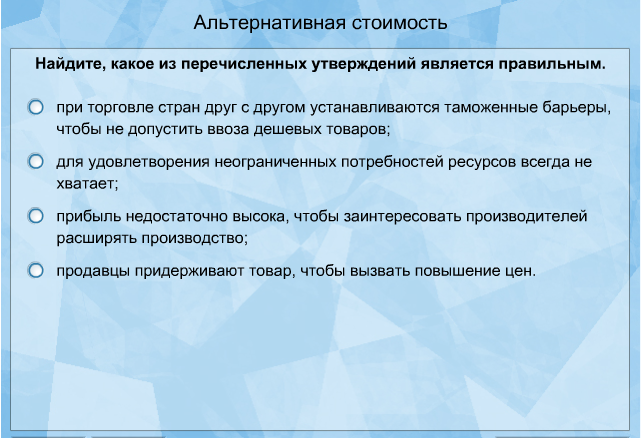 Альтернативная стоимость
Найдите, какое из перечисленных утверждений является правильным.
при торговле стран друг с другом устанавливаются таможенные барьеры,
чтобы не допустить ввоза дешевых товаров;
для удовлетворения неограниченных потребностей ресурсов всегда не
хватает;
прибыль недостаточно высока, чтобы заинтересовать производителей
расширять производство;
продавцы придерживают товар, чтобы вызвать повышение цен.